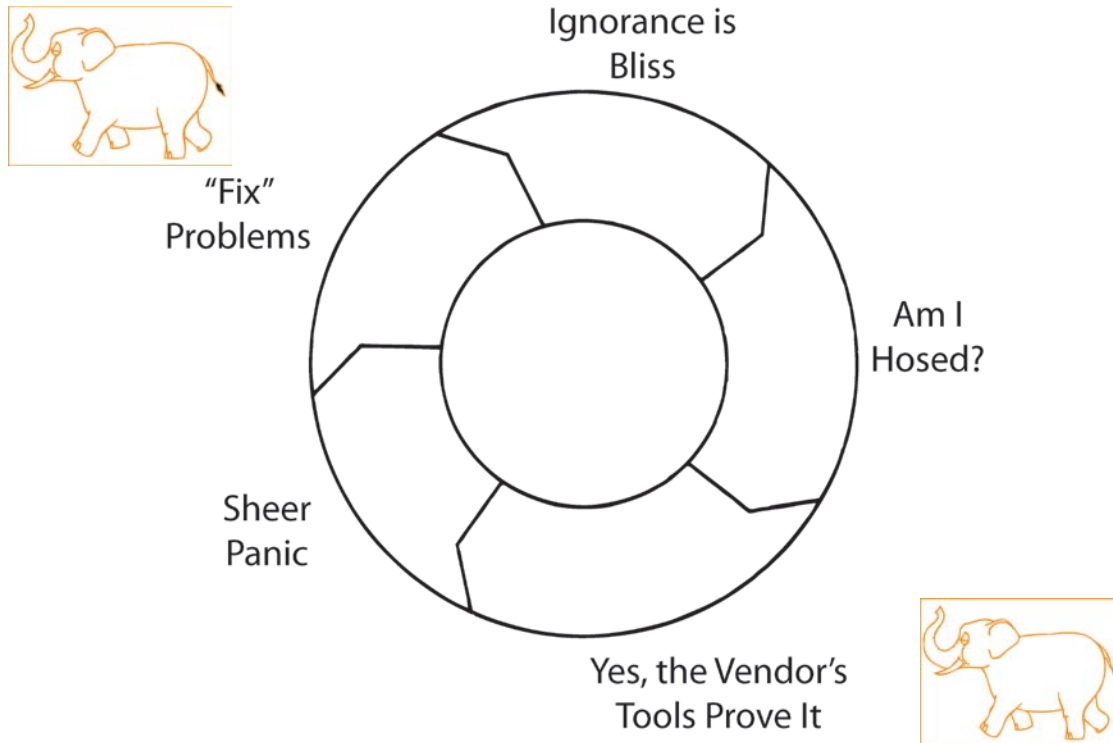 Ignorance is
Bliss
Am I
Hosed?
Yes, the Vendor’s
Tools Prove It
Sheer
Panic
“Fix”
Problems